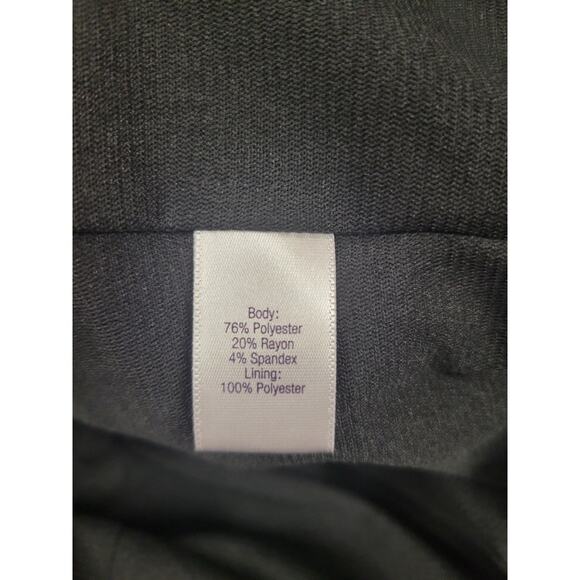 Body:
76% Polyester
20% Rayon
4% Spandex
Lining:
100% Polyester